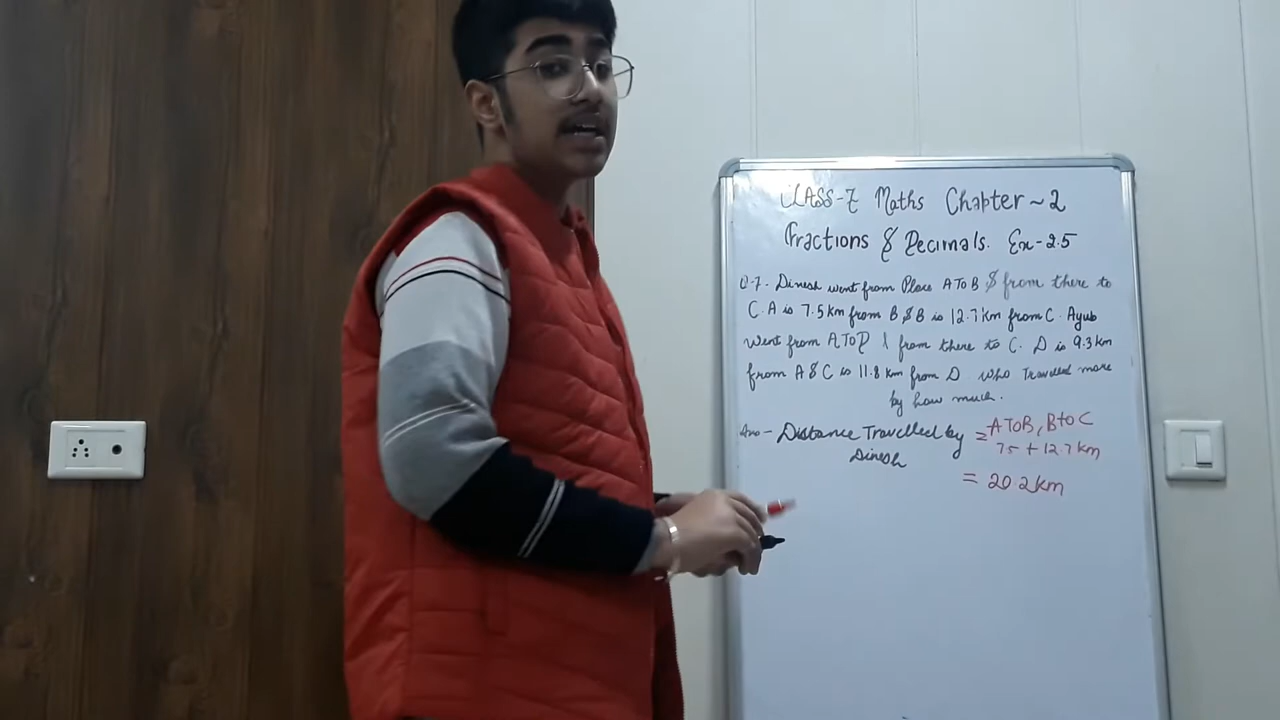 CLASS-7 Maths Chapter ~ 2
Fractions & Decimals. Ex-2.5
Q.7. Dinesh went from Place A To B & from there to
C. A is 7.5 km from B & B is 12.7 km from C. Ayub
went from A To D & from there to C. D is 9.3 km
from A & C is 11.8 km from D who Travelled more
by how much.
Ans - Distance Travelled by Dinesh
= A To B, B to C
7.5 + 12.7 km
= 20.2 km